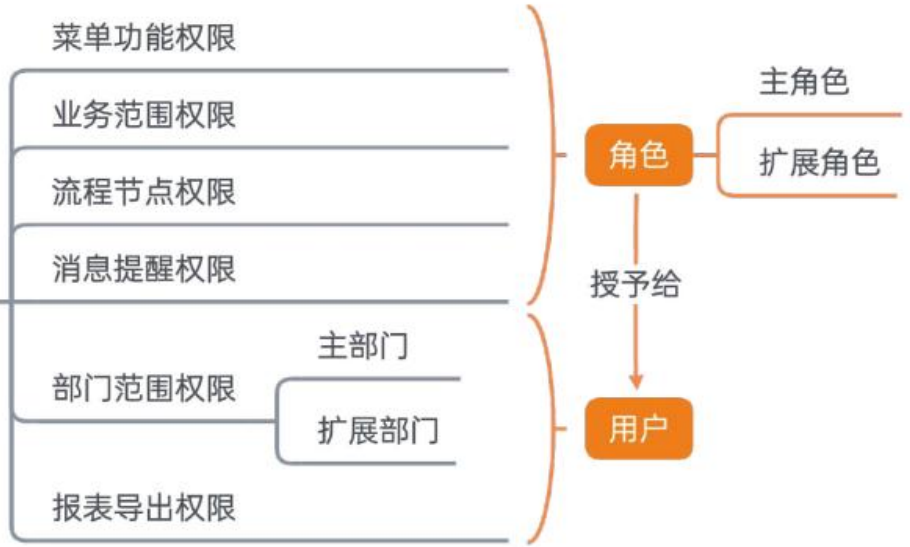 菜单功能权限
业务范围权限
流程节点权限
消息提醒权限
部门范围权限
主部门
扩展部门
报表导出权限
角色
主角色
扩展角色
授予给
用户